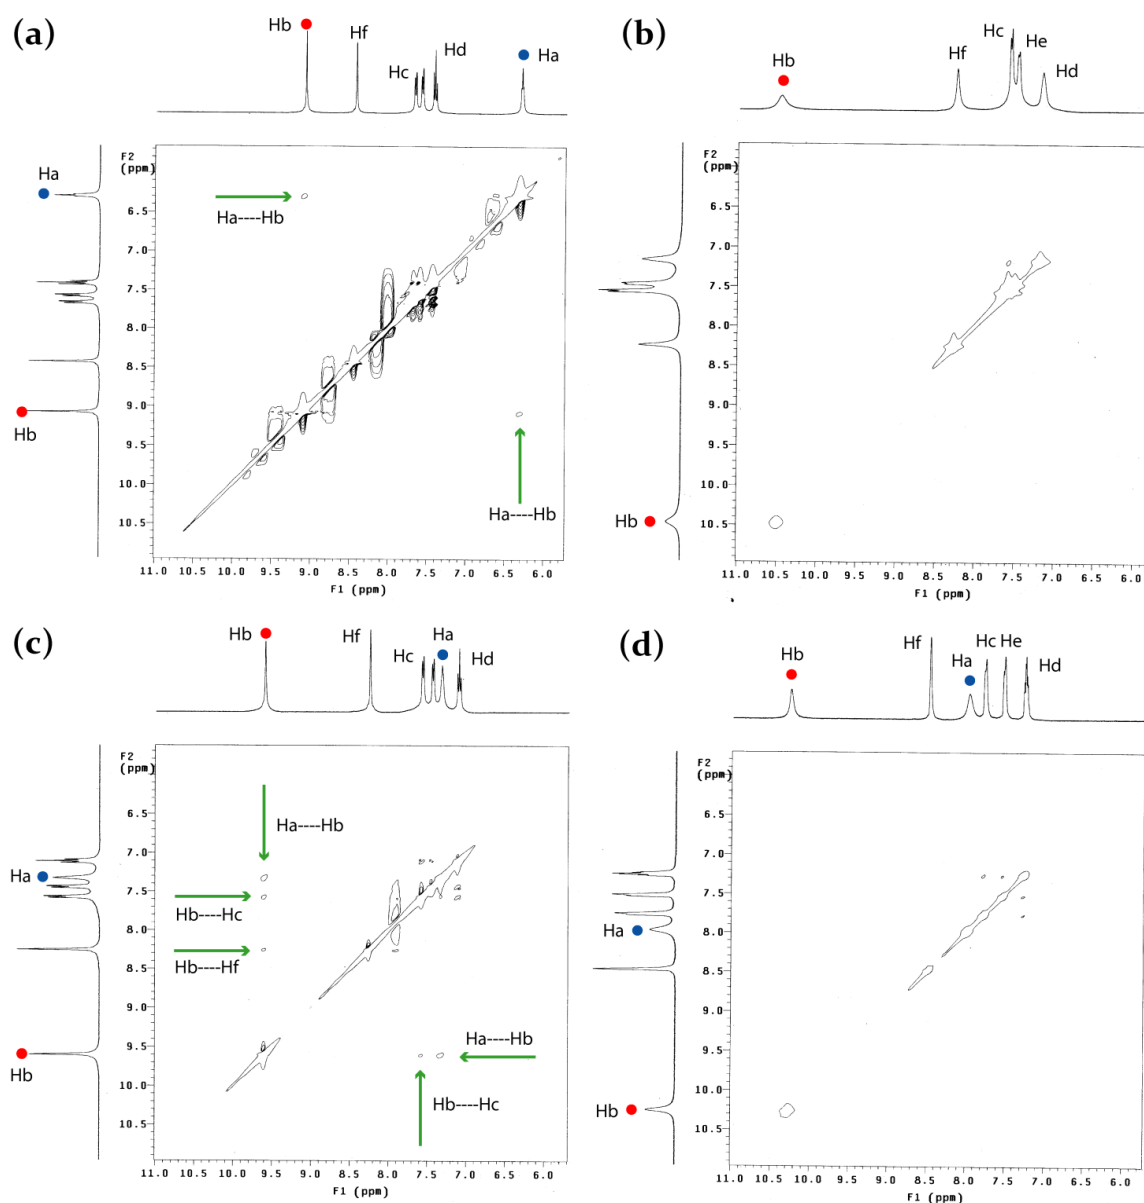 (a)
Hb
Hf
Hc
Hd
Ha
Ha
Hb
F2
(ppm)
6.5
7.0
7.5
8.0
8.5
9.0
9.5
10.0
10.5
Ha----Hb
Ha----Hb
11.0 10.5 10.0 9.5 9.0 8.5 8.0 7.5 7.0 6.5 6.0
F1 (ppm)
(b)
Hb
Hf
Hc
He
Hd
Hb
F2
(ppm)
6.5
7.0
7.5
8.0
8.5
9.0
9.5
10.0
10.5
11.0 10.5 10.0 9.5 9.0 8.5 8.0 7.5 7.0 6.5 6.0
F1 (ppm)
(c)
Hb
Hf
Hc
Ha
Hd
Ha
Hb
F2
(ppm)
6.5
7.0
7.5
8.0
8.5
9.0
9.5
10.0
10.5
Ha----Hb
Hb----Hc
Hb----Hf
Ha----Hb
Hb----Hc
11.0 10.5 10.0 9.5 9.0 8.5 8.0 7.5 7.0 6.5 6.0
F1 (ppm)
(d)
Hb
Hf
Ha
Hc
He
Hd
Ha
Hb
F2
(ppm)
6.5
7.0
7.5
8.0
8.5
9.0
9.5
10.0
10.5
11.0 10.5 10.0 9.5 9.0 8.5 8.0 7.5 7.0 6.5 6.0
F1 (ppm)